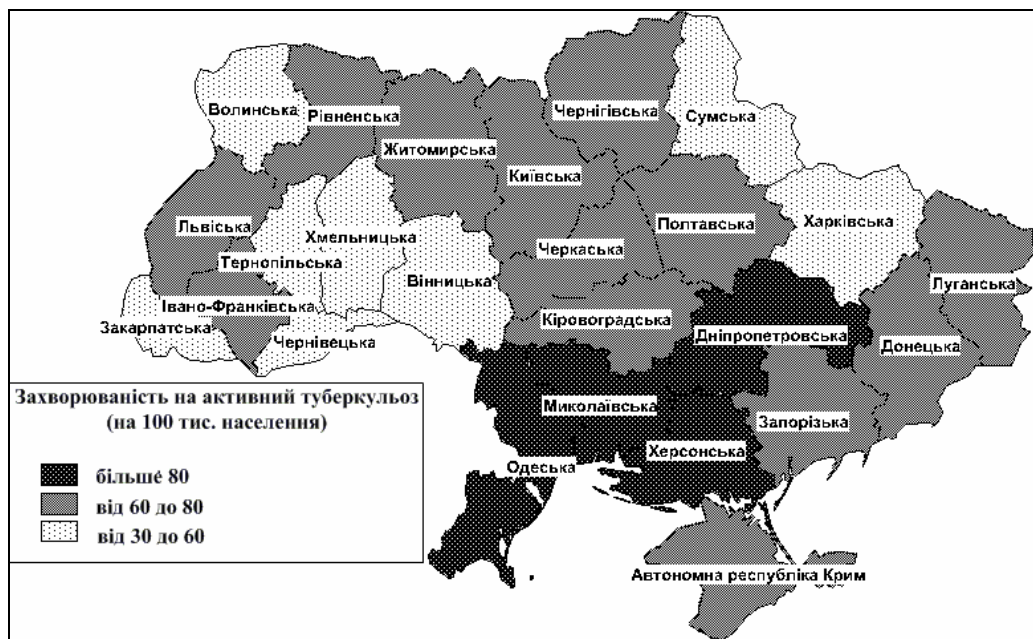 Волинська
Рівненська
Чернігівська
Сумська
Житомирська
Київська
Львіська
Полтавська
Харківська
Хмельницька
Черкаська
Тернопільська
Вінницька
Луганська
Івано-Франківська
Кіровоградська
Закарпатська
Чернівецька
Дніпропетровська
Донецька
Захворюваність на активний туберкульоз
(на 100 тис. населення)
більше 80
від 60 до 80
від 30 до 60
Миколаївська
Запорізька
Херсонська
Одеська
Автономна республіка Крим